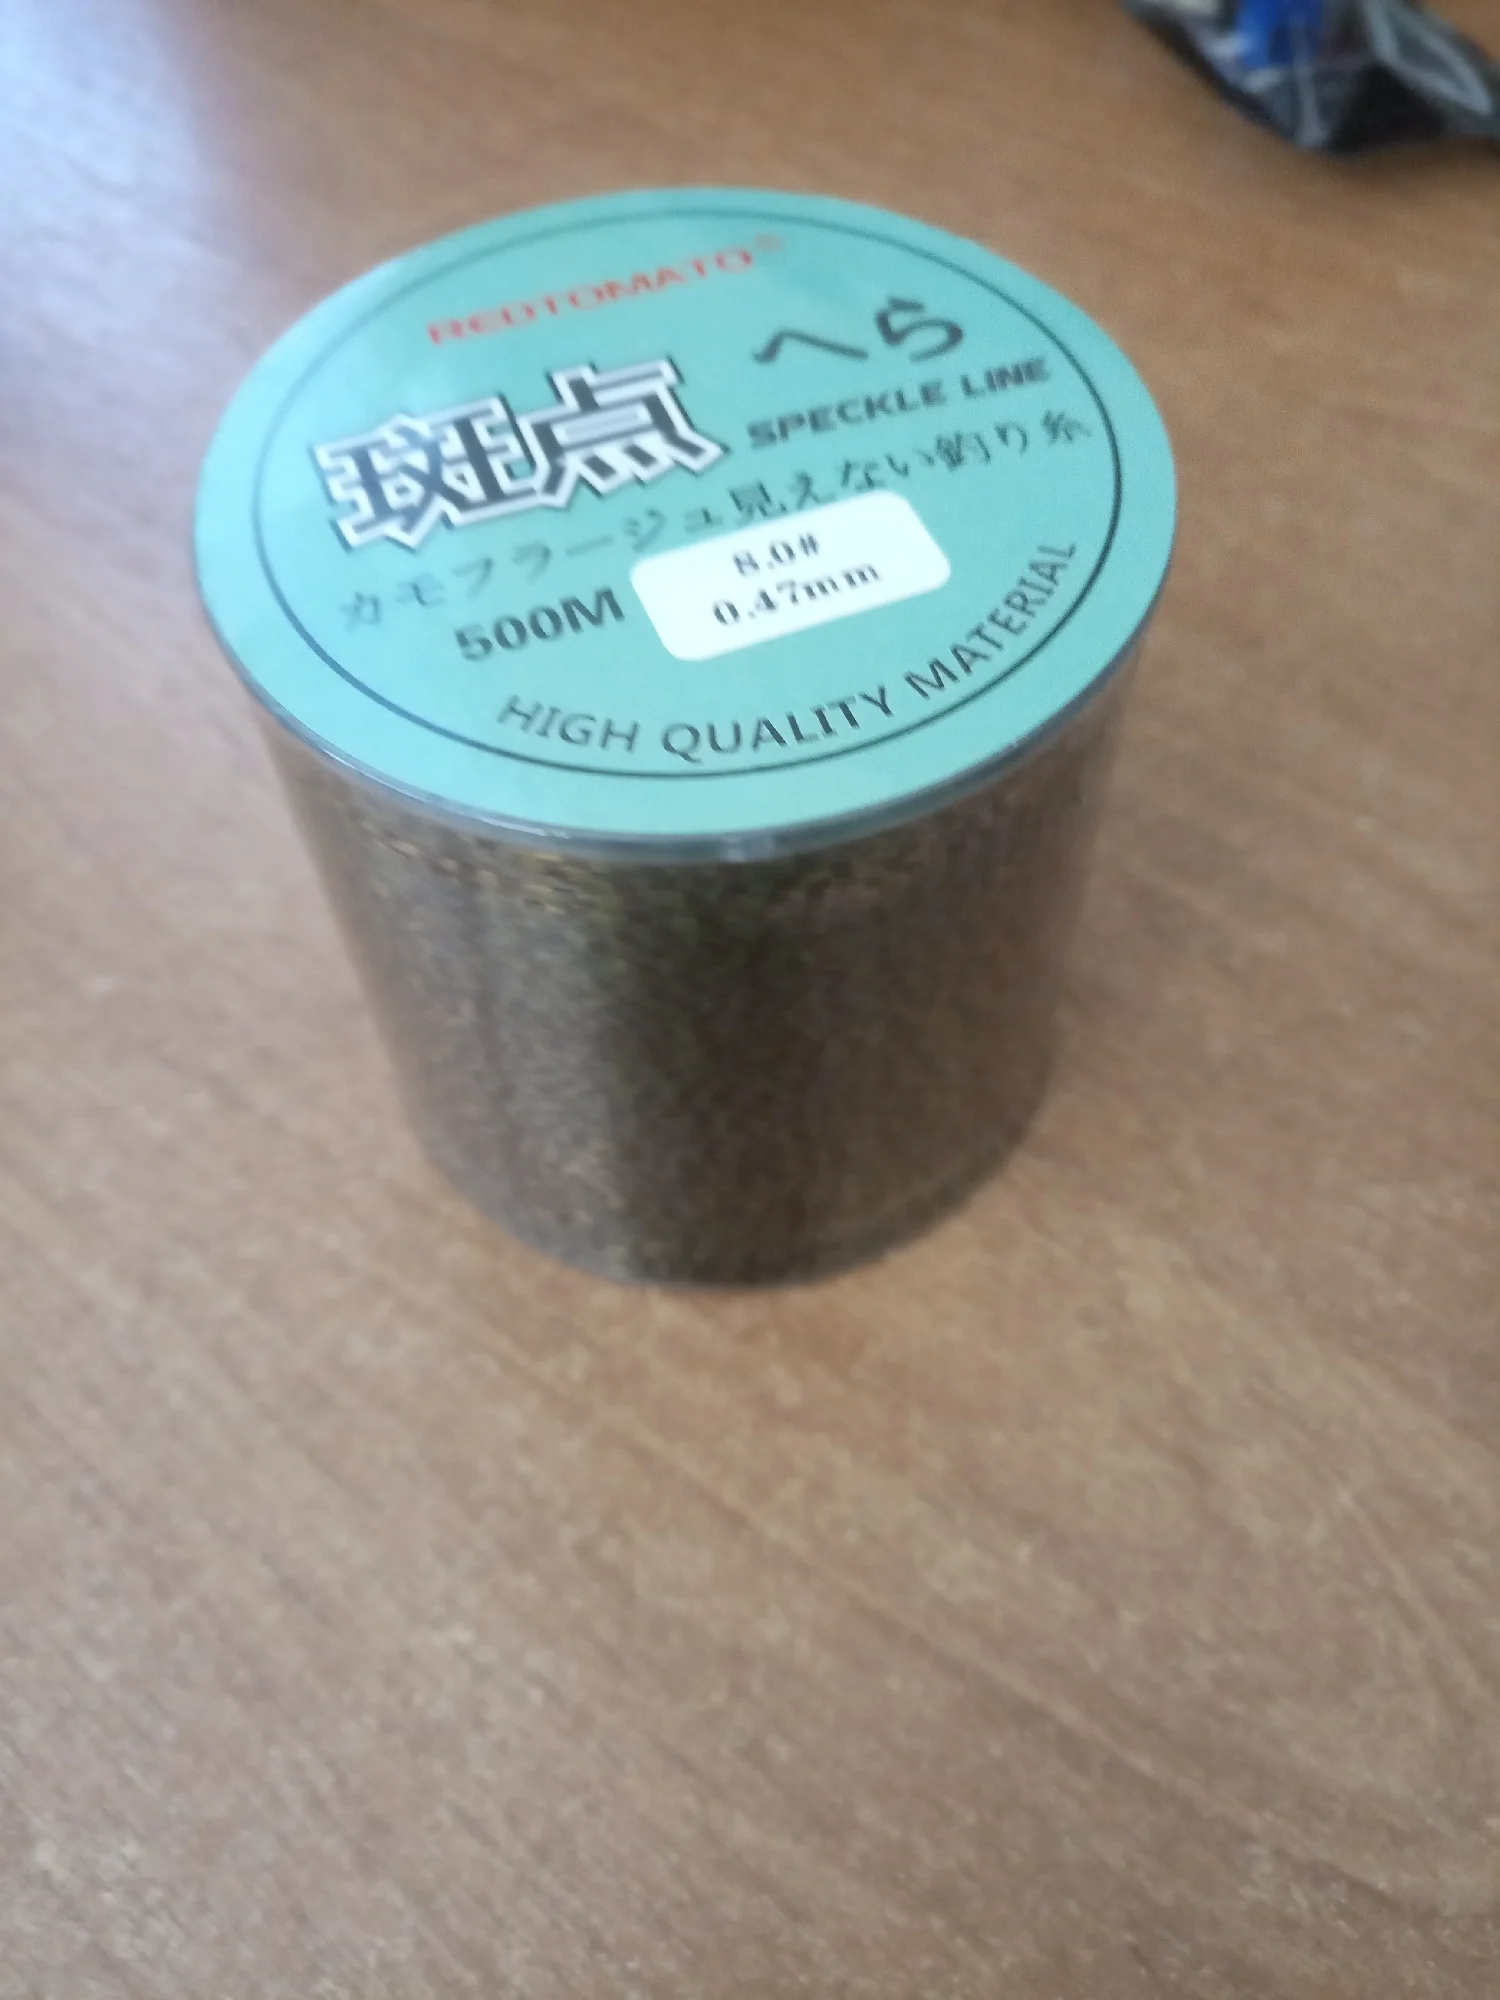 REDTOMATO®
へら
斑点
SPECKLE LINE
カモフラージュ見えない釣り糸
500M
8.0#
0.47mm
HIGH QUALITY MATERIAL